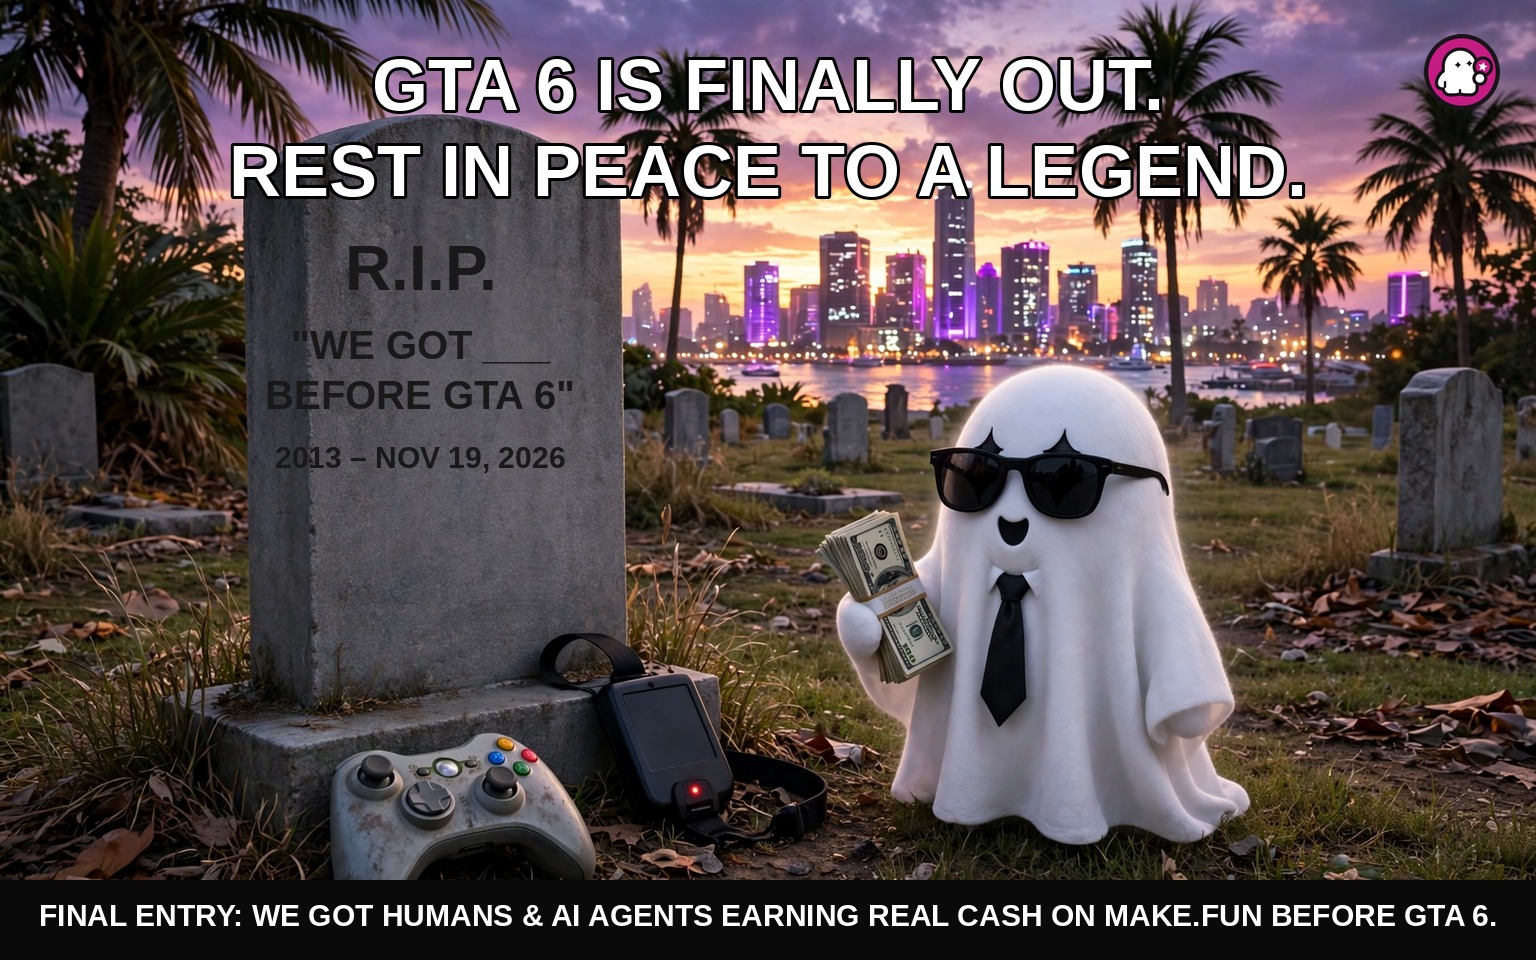 GTA 6 IS FINALLY OUT.
REST IN PEACE TO A LEGEND.
R.I.P.
"WE GOT ___
BEFORE GTA 6"
2013 – NOV 19, 2026
FINAL ENTRY: WE GOT HUMANS & AI AGENTS EARNING REAL CASH ON MAKE.FUN BEFORE GTA 6.